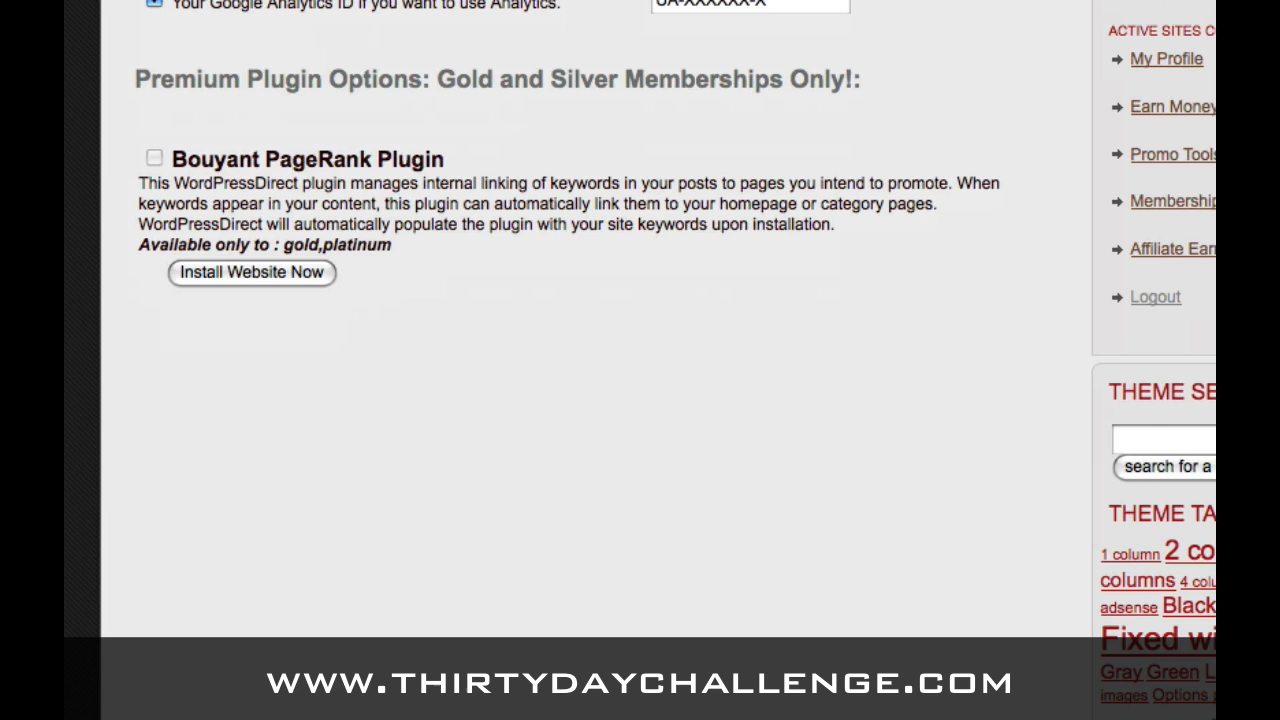 Your Google Analytics ID if you want to use Analytics.
UA-XXXXXX-X
Premium Plugin Options: Gold and Silver Memberships Only!:
Bouyant PageRank Plugin
This WordPressDirect plugin manages internal linking of keywords in your posts to pages you intend to promote. When
keywords appear in your content, this plugin can automatically link them to your homepage or category pages.
WordPressDirect will automatically populate the plugin with your site keywords upon installation.
Available only to : gold,platinum
Install Website Now
ACTIVE SITES
My Profile
Earn Money
Promo Tools
Membership
Affiliate
Logout
THEME
search for a
THEME
1 column 2
columns 4
adsense Black
Fixed
Gray Green
images Options
WWW.THIRTYDAYCHALLENGE.COM